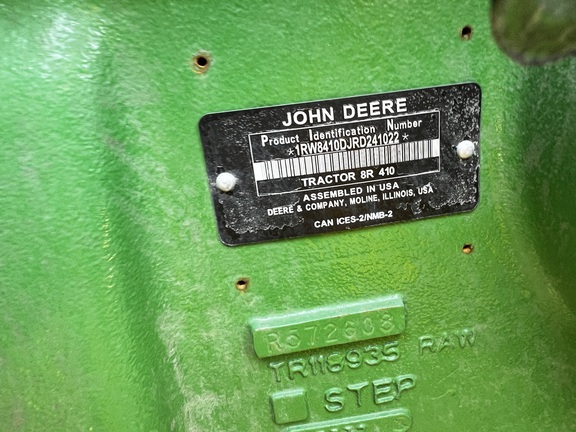 JOHN DEERE
Product Identification Number
*1RW8410DJRD241022*
TRACTOR 8R 410
ASSEMBLED IN USA
DEERE & COMPANY, MOLINE, ILLINOIS, USA
CAN ICES-2/NMB-2
R572608
TR118935 RAW
STEP